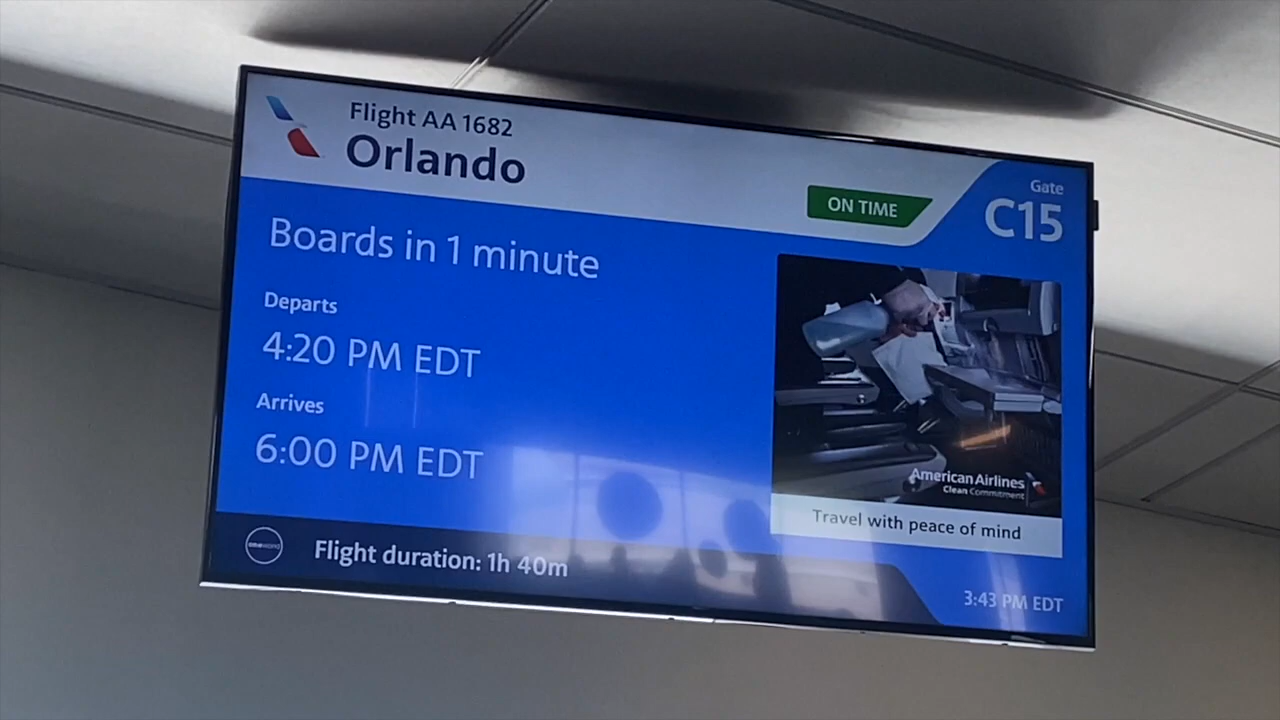 Flight AA 1682
Orlando
ON TIME
Gate
C15
Boards in 1 minute
Departs
4:20 PM EDT
Arrives
6:00 PM EDT
American Airlines
Clean Commitment
Travel with peace of mind
oneworld
Flight duration: 1h 40m
3:43 PM EDT